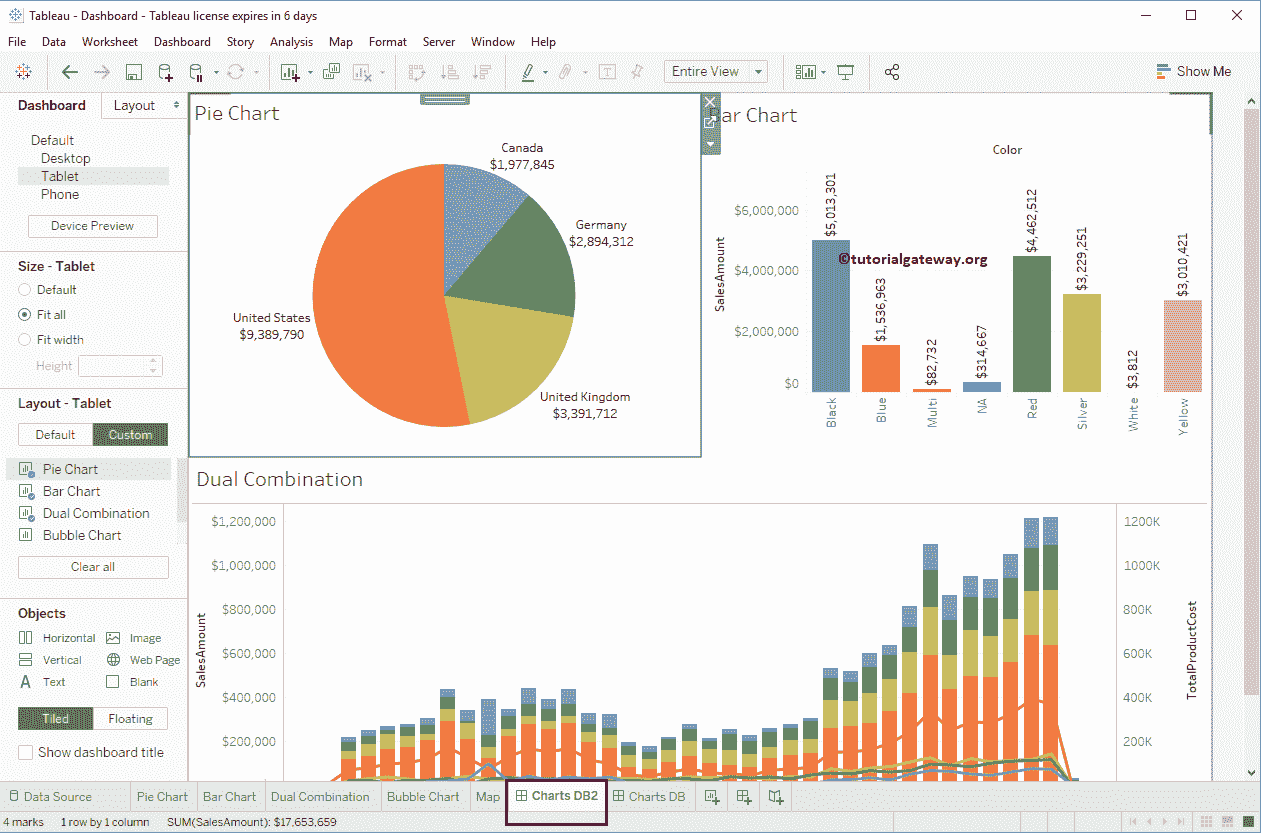 Tableau - Dashboard - Tableau license expires in 6 days
File Data Worksheet Dashboard Story Analysis Map Format Server Window Help
Entire View
Show Me
Dashboard Layout
Default
Desktop
Tablet
Phone
Device Preview
Size - Tablet
Default
Fit all
Fit width
Height
Layout - Tablet
Default Custom
Pie Chart
Bar Chart
Dual Combination
Bubble Chart
Clear all
Objects
Horizontal Image
Vertical Web Page
A Text Blank
Tiled Floating
Show dashboard title
Pie Chart
Canada
$1,977,845
Germany
$2,894,312
United States
$9,389,790
United Kingdom
$3,391,712
Bar Chart
Color
SalesAmount
$6,000,000
$4,000,000
$2,000,000
$0
$5,013,301
$1,536,963
$82,732
$314,667
$4,462,512
$3,229,251
$3,812
$3,010,421
©tutorialgateway.org
Black
Blue
Multi
NA
Red
Silver
White
Yellow
Dual Combination
SalesAmount
$1,200,000
$1,000,000
$800,000
$600,000
$400,000
$200,000
1200K
1000K
800K
600K
400K
200K
TotalProductCost
Data Source Pie Chart Bar Chart Dual Combination Bubble Chart Map Charts DB2 Charts DB
4 marks 1 row by 1 column SUM(SalesAmount): $17,653,659